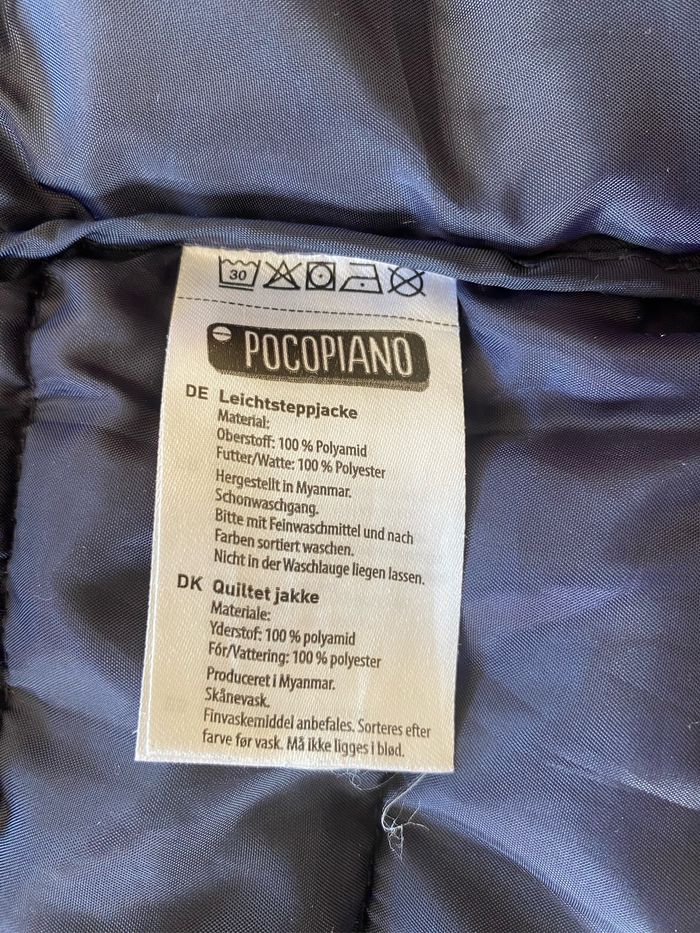 30
POCOPIANO
DE Leichtsteppjacke
Material:
Oberstoff: 100 % Polyamid
Futter/Watte: 100 % Polyester
Hergestellt in Myanmar.
Schonwaschgang.
Bitte mit Feinwaschmittel und nach
Farben sortiert waschen.
Nicht in der Waschlauge liegen lassen.
DK Quiltet jakke
Materiale:
Yderstof: 100 % polyamid
Fór/Vattering: 100 % polyester
Produceret i Myanmar.
Skånevask.
Finvaskemiddel anbefales. Sorteres efter
farve før vask. Må ikke ligges i blød.